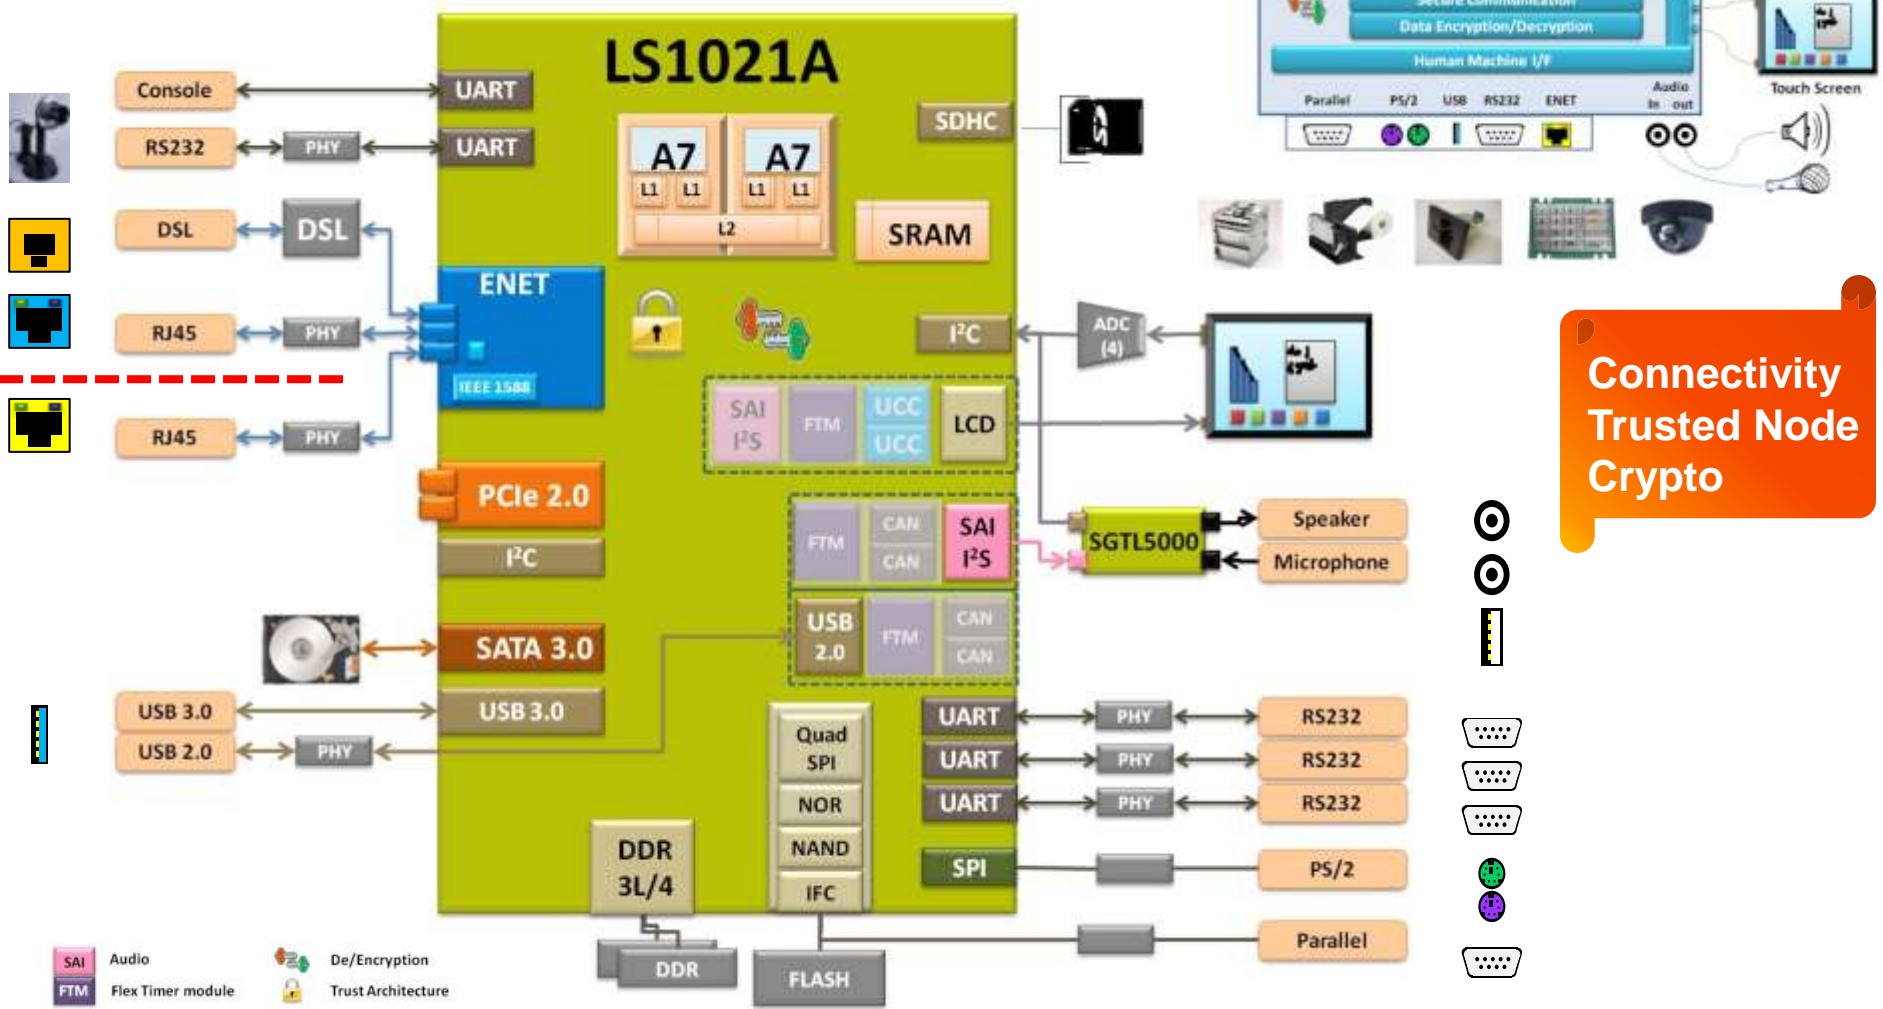 LS1021A
Console
RS232
PHY
DSL
DSL
RJ45
PHY
RJ45
PHY
UART
UART
ENET
IEEE 1588
PCIe 2.0
I²C
SATA 3.0
USB 3.0
USB 3.0
USB 2.0
PHY
A7
A7
L1
L1
L1
L1
L2
SRAM
SDHC
I²C
SAI
I²S
FTM
UCC
UCC
LCD
FTM
CAN
CAN
SAI
I²S
USB
2.0
FTM
CAN
CAN
Quad
SPI
NOR
NAND
IFC
UART
UART
UART
SPI
DDR
3L/4
DDR
FLASH
ADC
(4)
SGTL5000
Speaker
Microphone
PHY
RS232
PHY
RS232
PHY
RS232
PS/2
Parallel
Secure Communication
Data Encryption/Decryption
Human Machine I/F
Parallel
PS/2
USB
RS232
ENET
Audio
In out
Touch Screen
Connectivity
Trusted Node
Crypto
SAI
Audio
FTM
Flex Timer module
De/Encryption
Trust Architecture